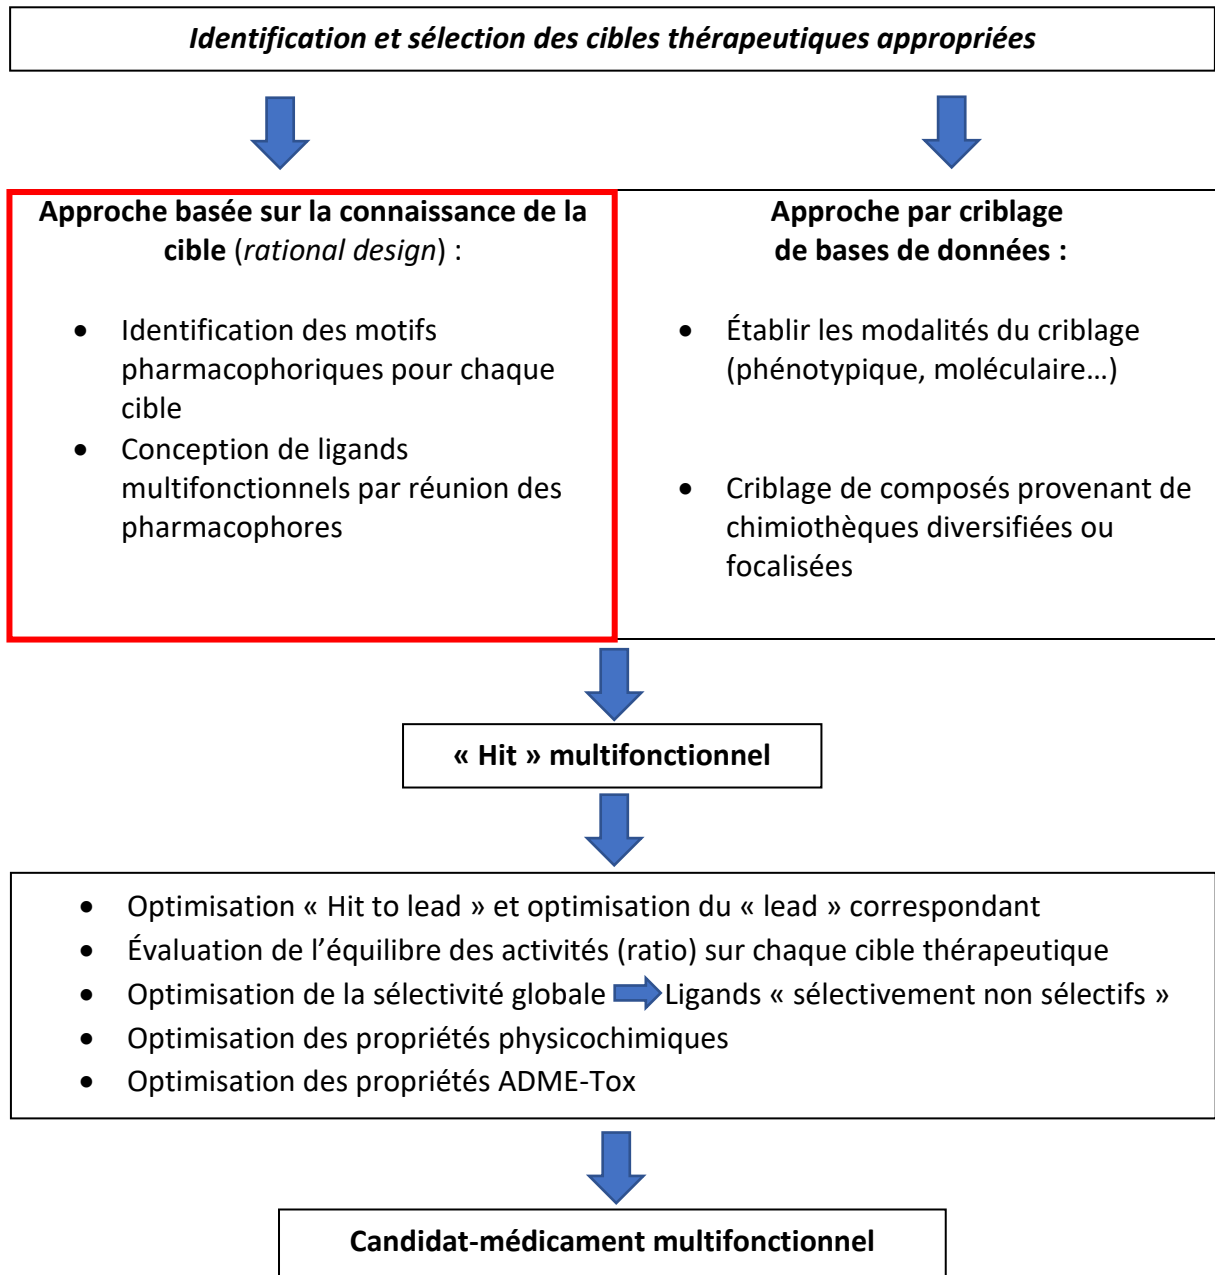 Identification et sélection des cibles thérapeutiques appropriées
Approche basée sur la connaissance de la
cible (rational design) :
• Identification des motifs
pharmacophoriques pour chaque
cible
• Conception de ligands
multifonctionnels par réunion des
pharmacophores
Approche par criblage
de bases de données :
• Établir les modalités du criblage
(phénotypique, moléculaire…)
• Criblage de composés provenant de
chimiothèques diversifiées ou
focalisées
« Hit » multifonctionnel
• Optimisation « Hit to lead » et optimisation du « lead » correspondant
• Évaluation de l’équilibre des activités (ratio) sur chaque cible thérapeutique
• Optimisation de la sélectivité globale Ligands « sélectivement non sélectifs »
• Optimisation des propriétés physicochimiques
• Optimisation des propriétés ADME-Tox
Candidat-médicament multifonctionnel